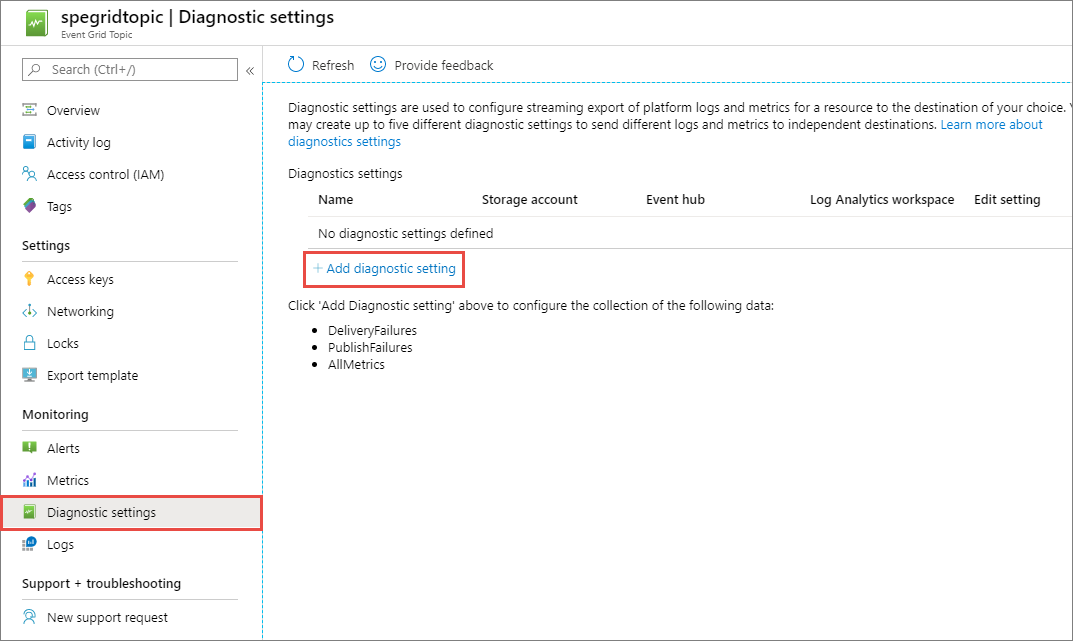 spegridtopic | Diagnostic settings
Event Grid Topic
Search (Ctrl+/)
«
Overview
Activity log
Access control (IAM)
Tags
Settings
Access keys
Networking
Locks
Export template
Monitoring
Alerts
Metrics
Diagnostic settings
Logs
Support + troubleshooting
New support request
Refresh Provide feedback
Diagnostic settings are used to configure streaming export of platform logs and metrics for a resource to the destination of your choice.
may create up to five different diagnostic settings to send different logs and metrics to independent destinations. Learn more about
diagnostics settings
Diagnostics settings
Name Storage account Event hub Log Analytics workspace Edit setting
No diagnostic settings defined
+ Add diagnostic setting
Click 'Add Diagnostic setting' above to configure the collection of the following data:
• DeliveryFailures
• PublishFailures
• AllMetrics